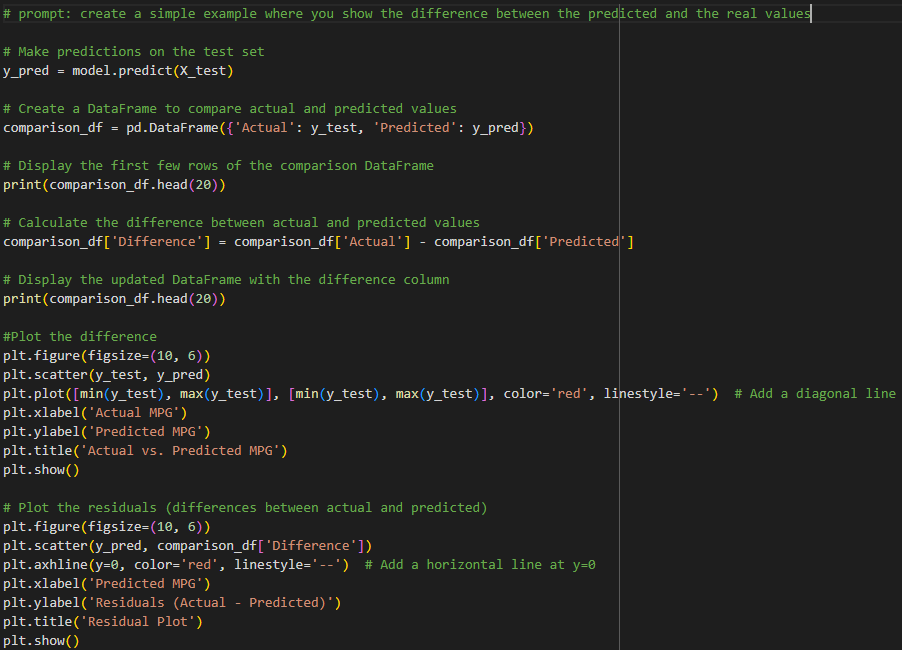 # prompt: create a simple example where you show the difference between the predicted and the real values
# Make predictions on the test set
y_pred = model.predict(X_test)
# Create a DataFrame to compare actual and predicted values
comparison_df = pd.DataFrame({'Actual': y_test, 'Predicted': y_pred})
# Display the first few rows of the comparison DataFrame
print(comparison_df.head(20))
# Calculate the difference between actual and predicted values
comparison_df['Difference'] = comparison_df['Actual'] - comparison_df['Predicted']
# Display the updated DataFrame with the difference column
print(comparison_df.head(20))
#Plot the difference
plt.figure(figsize=(10, 6))
plt.scatter(y_test, y_pred)
plt.plot([min(y_test), max(y_test)], [min(y_test), max(y_test)], color='red', linestyle='--')  # Add a diagonal line
plt.xlabel('Actual MPG')
plt.ylabel('Predicted MPG')
plt.title('Actual vs. Predicted MPG')
plt.show()
# Plot the residuals (differences between actual and predicted)
plt.figure(figsize=(10, 6))
plt.scatter(y_pred, comparison_df['Difference'])
plt.axhline(y=0, color='red', linestyle='--')  # Add a horizontal line at y=0
plt.xlabel('Predicted MPG')
plt.ylabel('Residuals (Actual - Predicted)')
plt.title('Residual Plot')
plt.show()